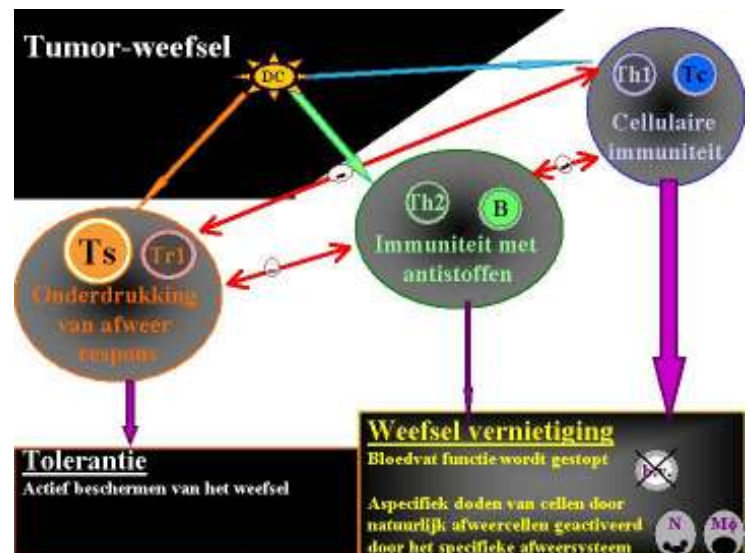 Tumor-weefsel
DC
Th1 Tc
Cellulaire
immuniteit
-
-
Th2 B
Immuniteit met
antistoffen
-
Ts Tr1
Onderdrukking
van afweer
respons
Tolerantie
Actief beschermen van het weefsel
Weefsel vernietiging
Bloedvat functie wordt gestopt
Aspecifiek doden van cellen door
natuurlijk afweercellen geactiveerd
door het specifieke afweersysteem
N Mφ